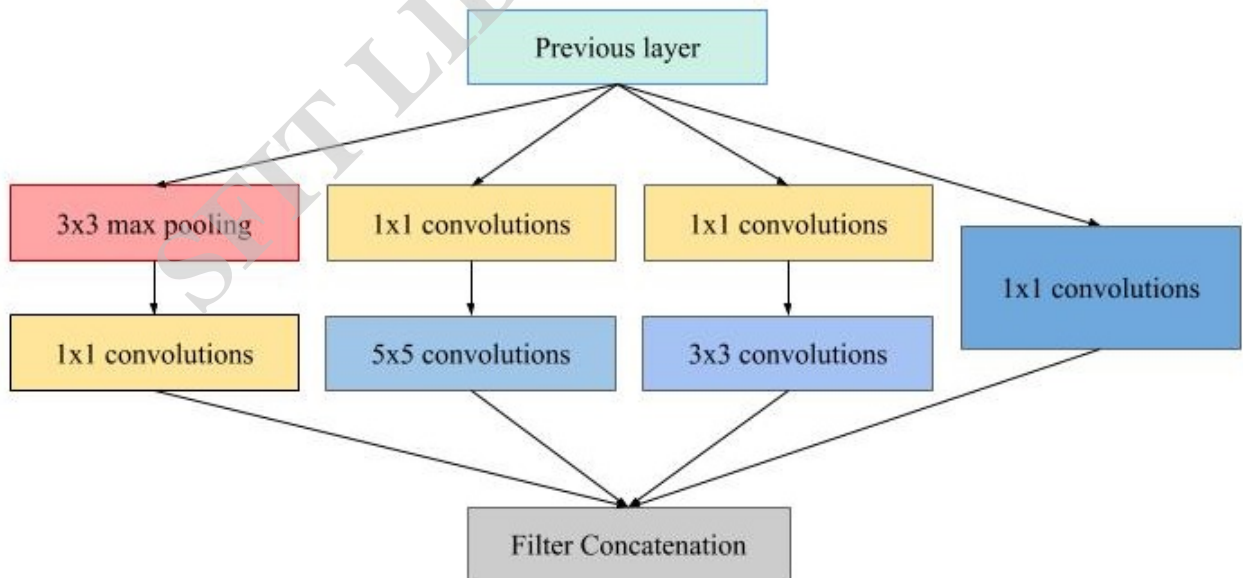 Previous layer
3x3 max pooling
1x1 convolutions
1x1 convolutions
1x1 convolutions
1x1 convolutions
5x5 convolutions
3x3 convolutions
Filter Concatenation
SFIT